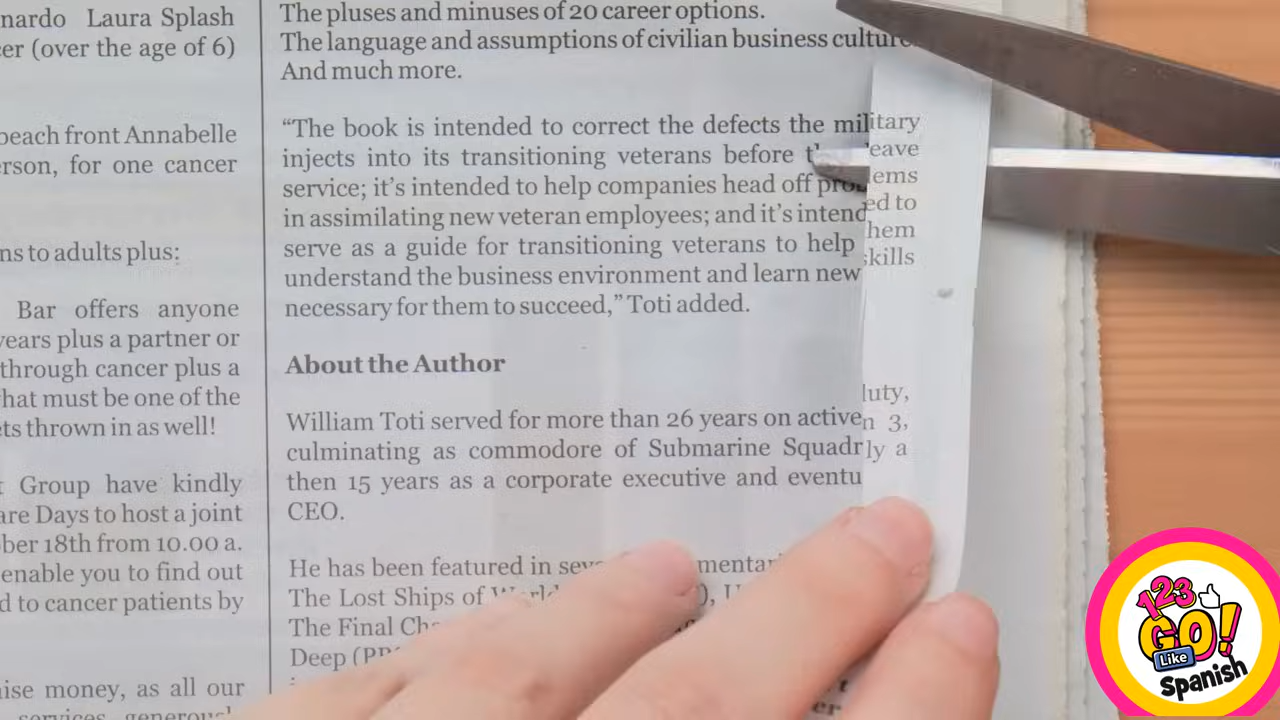 nardo Laura Splash
cer (over the age of 6)
beach front Annabelle
erson, for one cancer
ns to adults plus:
Bar offers anyone
years plus a partner or
through cancer plus a
hat must be one of the
ets thrown in as well!
t Group have kindly
are Days to host a joint
ber 18th from 10.00 a.
enable you to find out
d to cancer patients by
ise money, as all our
services generousl
The pluses and minuses of 20 career options.
The language and assumptions of civilian business culture.
And much more.
“The book is intended to correct the defects the military
injects into its transitioning veterans before leave
service; it’s intended to help companies head off problems
in assimilating new veteran employees; and it’s intended to
serve as a guide for transitioning veterans to help them
understand the business environment and learn new skills
necessary for them to succeed,” Toti added.
About the Author
William Toti served for more than 26 years on active duty,
culminating as commodore of Submarine Squadron 3,
then 15 years as a corporate executive and eventually a
CEO.
He has been featured in
The Lost Ships of
The Final
Deep
123
GO!
Like
Spanish